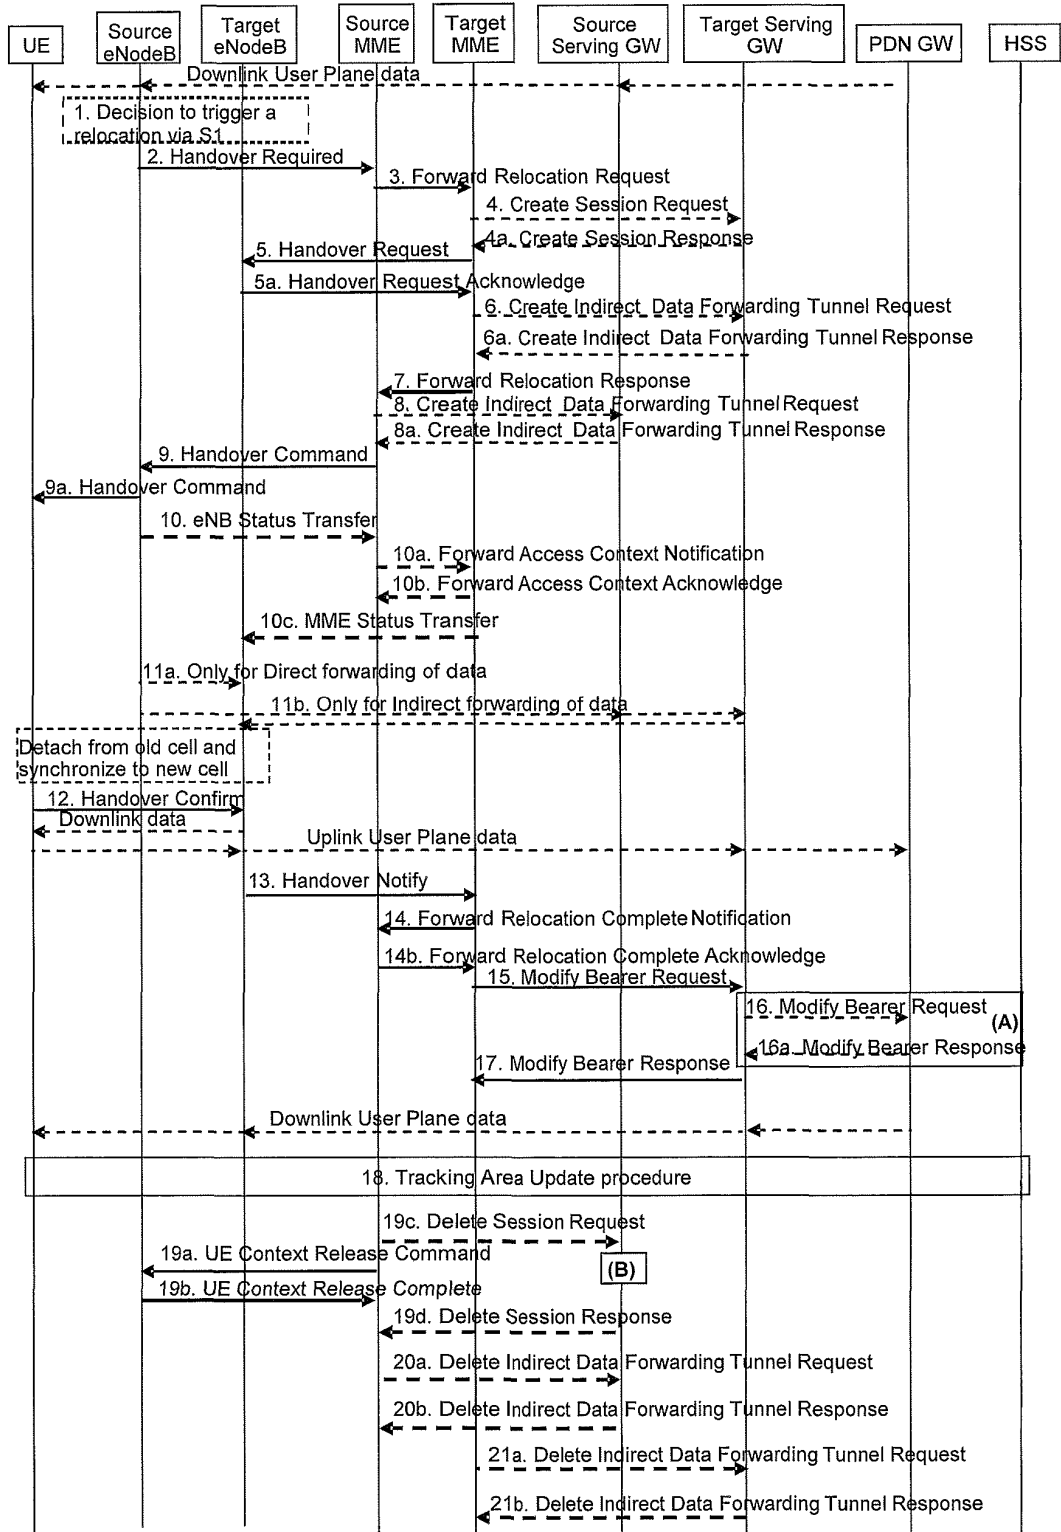 UE
Source
eNodeB
Target
eNodeB
Source
MME
Target
MME
Source
Serving GW
Target Serving
GW
PDN GW
HSS
Downlink User Plane data
1. Decision to trigger a
relocation via S1
2. Handover Required
3. Forward Relocation Request
4. Create Session Request
4a. Create Session Response
5. Handover Request
5a. Handover Request Acknowledge
6. Create Indirect Data Forwarding Tunnel Request
6a. Create Indirect Data Forwarding Tunnel Response
7. Forward Relocation Response
8. Create Indirect Data Forwarding Tunnel Request
8a. Create Indirect Data Forwarding Tunnel Response
9. Handover Command
9a. Handover Command
10. eNB Status Transfer
10a. Forward Access Context Notification
10b. Forward Access Context Acknowledge
10c. MME Status Transfer
11a. Only for Direct forwarding of data
11b. Only for Indirect forwarding of data
Detach from old cell and
synchronize to new cell
12. Handover Confirm
Downlink data
Uplink User Plane data
13. Handover Notify
14. Forward Relocation Complete Notification
14b. Forward Relocation Complete Acknowledge
15. Modify Bearer Request
16. Modify Bearer Request
(A)
16a. Modify Bearer Response
17. Modify Bearer Response
Downlink User Plane data
18. Tracking Area Update procedure
19c. Delete Session Request
19a. UE Context Release Command
(B)
19b. UE Context Release Complete
19d. Delete Session Response
20a. Delete Indirect Data Forwarding Tunnel Request
20b. Delete Indirect Data Forwarding Tunnel Response
21a. Delete Indirect Data Forwarding Tunnel Request
21b. Delete Indirect Data Forwarding Tunnel Response